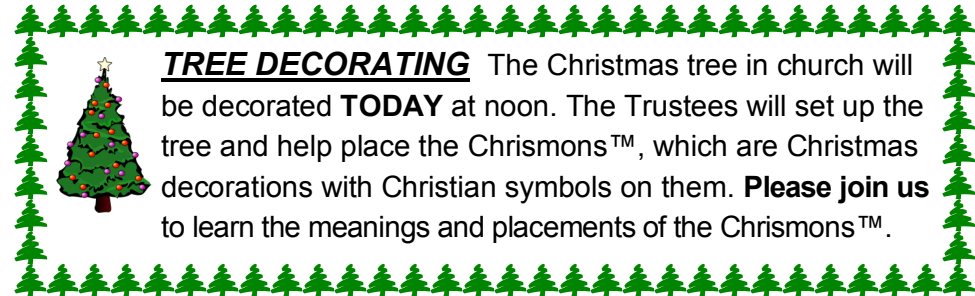 TREE DECORATING The Christmas tree in church will
be decorated TODAY at noon. The Trustees will set up the
tree and help place the Chrismons™, which are Christmas
decorations with Christian symbols on them. Please join us
to learn the meanings and placements of the Chrismons™.